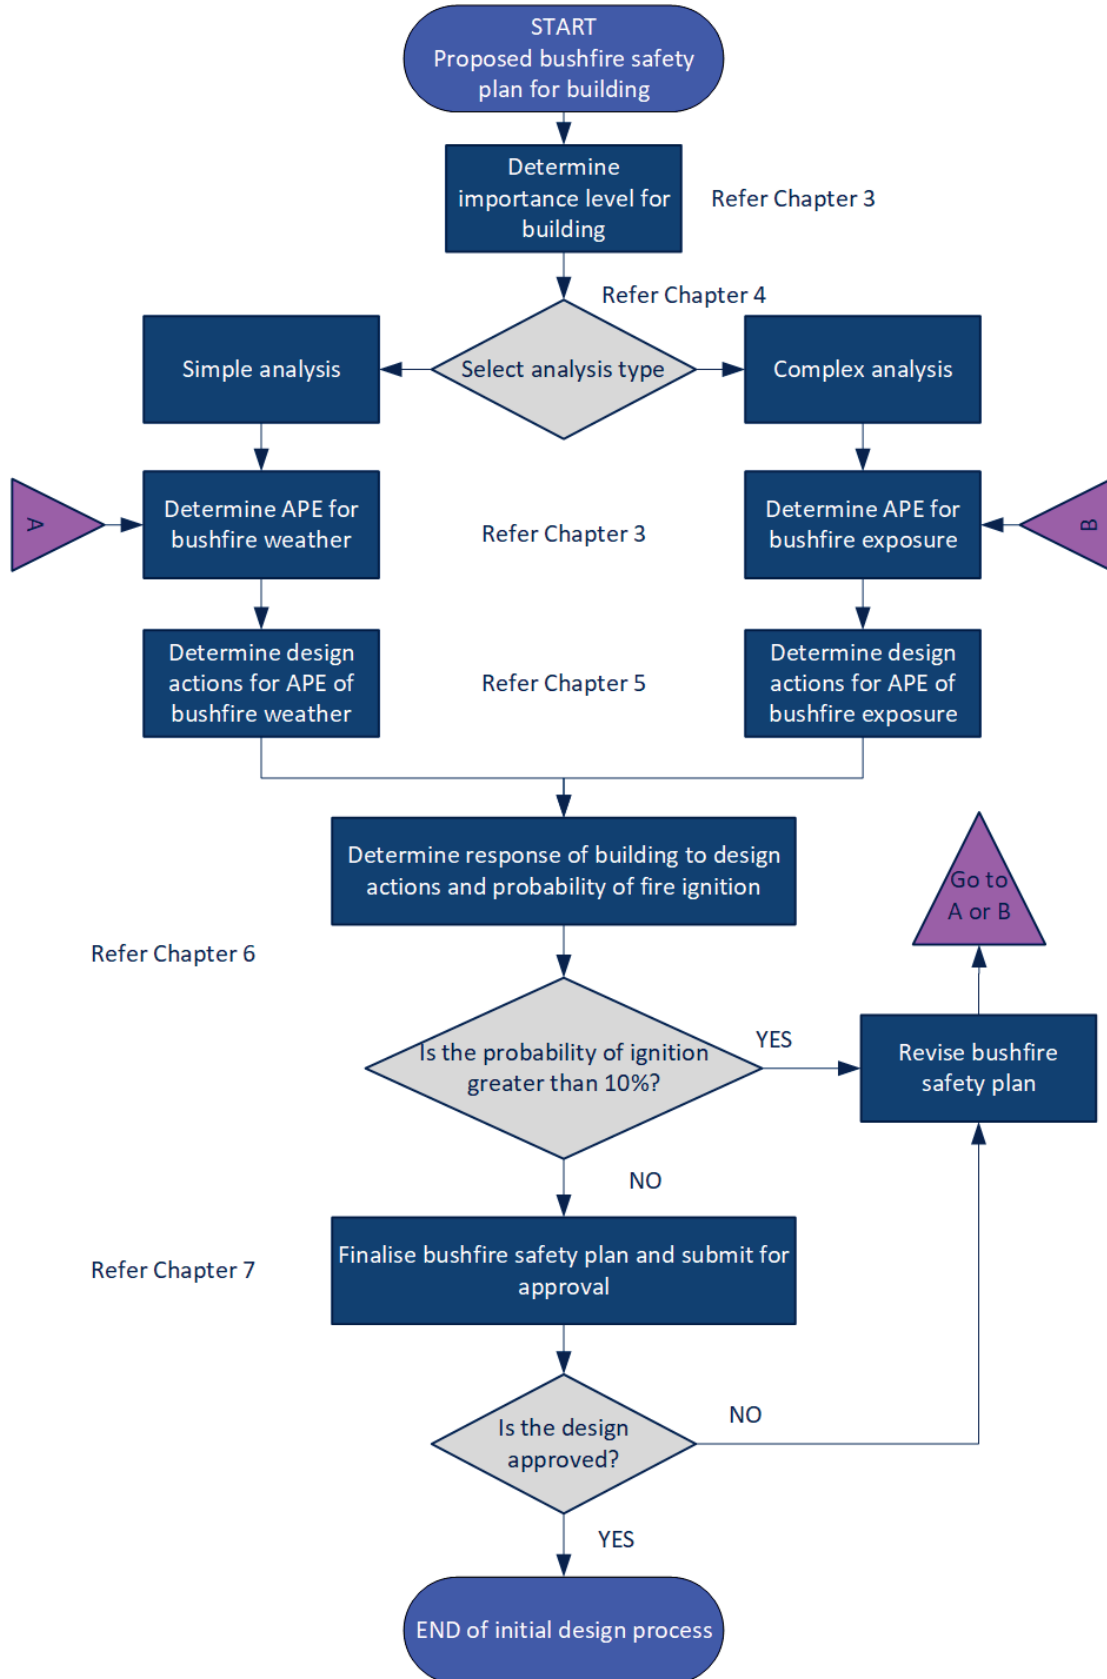 START
Proposed bushfire safety
plan for building
Determine
importance level for
building
Refer Chapter 3
Refer Chapter 4
Simple analysis
Select analysis type
Complex analysis
A
Determine APE for
bushfire weather
Refer Chapter 3
Determine APE for
bushfire exposure
B
Determine design
actions for APE of
bushfire weather
Refer Chapter 5
Determine design
actions for APE of
bushfire exposure
Determine response of building to design
actions and probability of fire ignition
Go to
A or B
Refer Chapter 6
Is the probability of ignition
greater than 10%?
YES
Revise bushfire
safety plan
NO
Refer Chapter 7
Finalise bushfire safety plan and submit for
approval
Is the design
approved?
NO
YES
END of initial design process